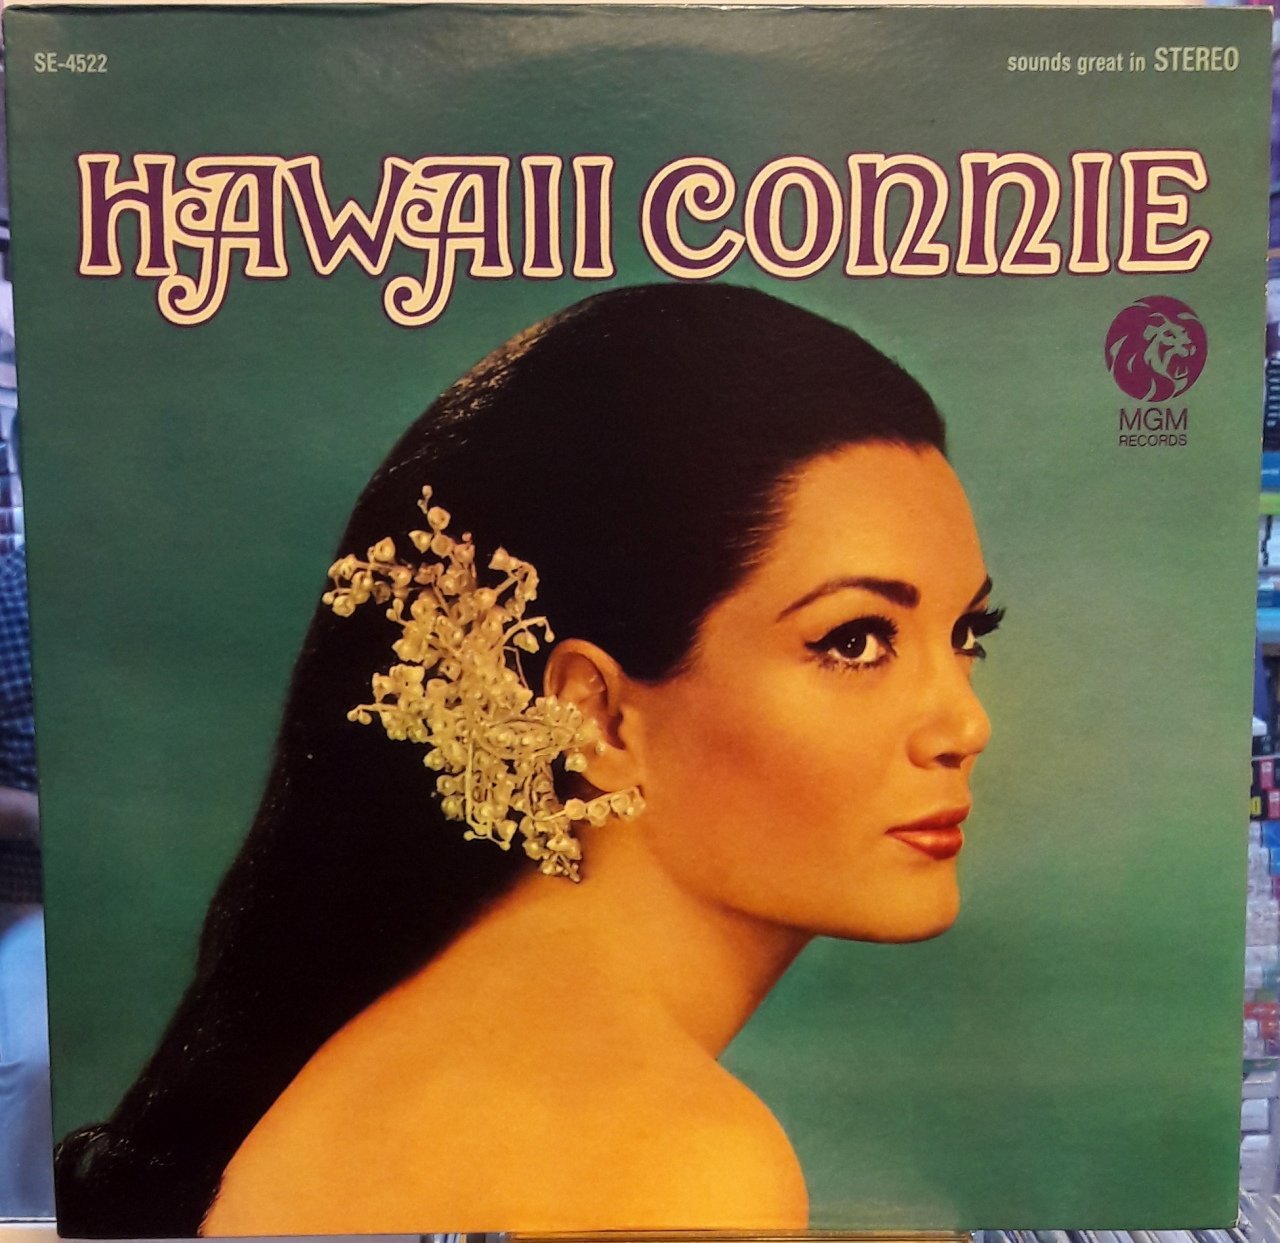 SE-4522
sounds great in STEREO
HAWAII CONNIE
MGM
RECORDS